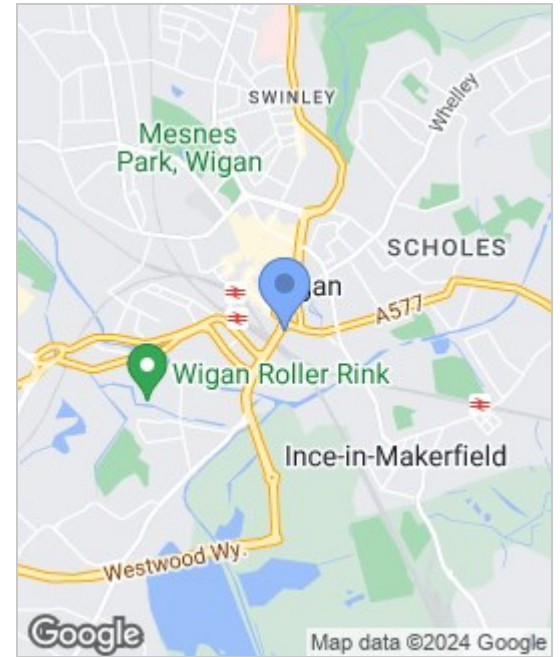 SWINLEY
Whelley
Mesnes
Park, Wigan
SCHOLES
gan
A577
Wigan Roller Rink
Ince-in-Makerfield
Westwood Wy.
Google
Map data ©2024 Google